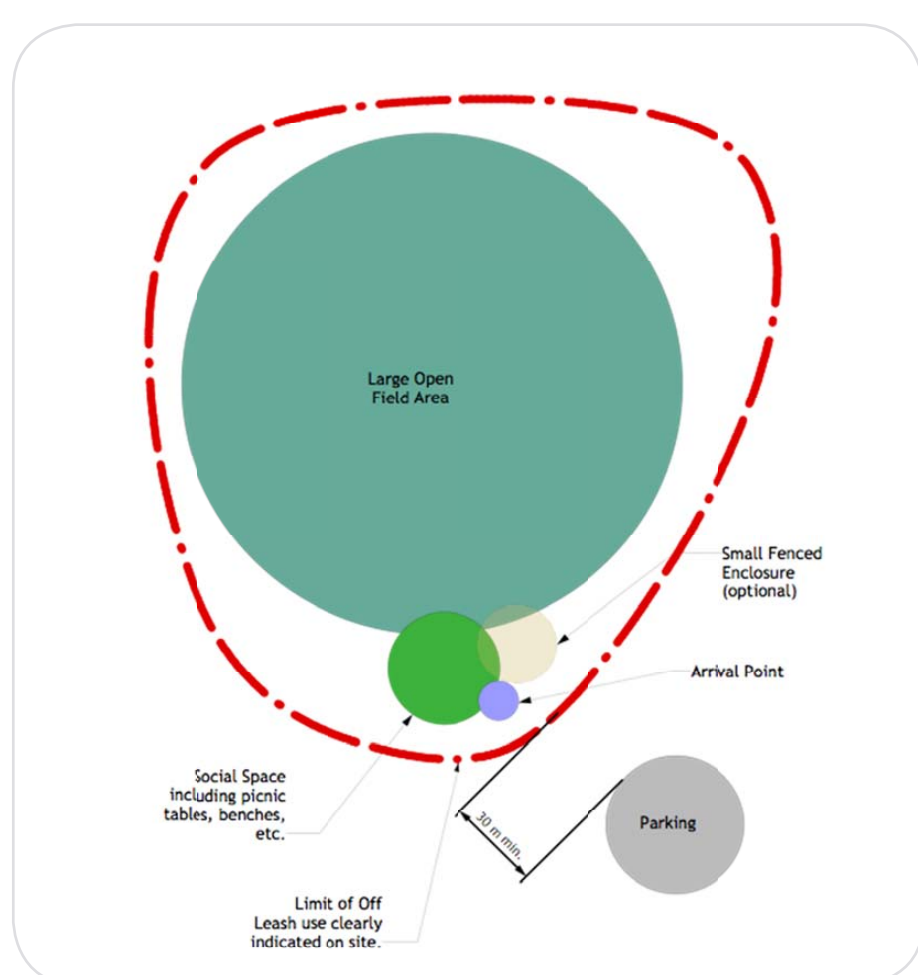 Large Open
Field Area
Small Fenced
Enclosure
(optional)
Arrival Point
Social Space
including picnic
tables, benches,
etc.
30 m min.
Parking
Limit of Off
Leash use clearly
indicated on site.